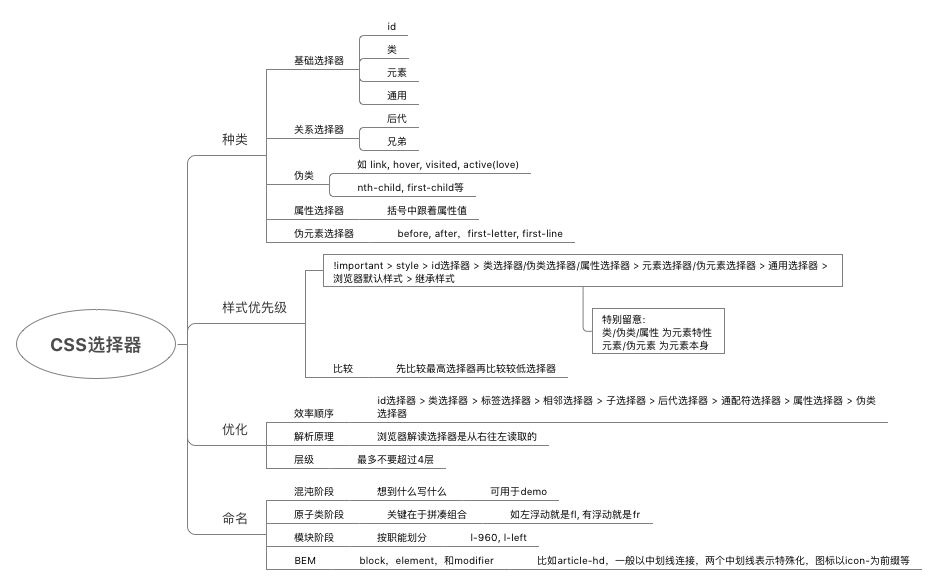 CSS选择器
种类
基础选择器
id
类
元素
通用
关系选择器
后代
兄弟
伪类
如 link, hover, visited, active(love)
nth-child, first-child等
属性选择器
括号中跟着属性值
伪元素选择器
before, after，first-letter, first-line
样式优先级
!important > style > id选择器 > 类选择器/伪类选择器/属性选择器 > 元素选择器/伪元素选择器 > 通用选择器 >
浏览器默认样式 > 继承样式
特别留意:
类/伪类/属性 为元素特性
元素/伪元素 为元素本身
比较
先比较最高选择器再比较较低选择器
优化
效率顺序
id选择器 > 类选择器 > 标签选择器 > 相邻选择器 > 子选择器 > 后代选择器 > 通配符选择器 > 属性选择器 > 伪类
选择器
解析原理
浏览器解读选择器是从右往左读取的
层级
最多不要超过4层
命名
混沌阶段
想到什么写什么
可用于demo
原子类阶段
关键在于拼凑组合
如左浮动就是fl, 有浮动就是fr
模块阶段
按职能划分
l-960, l-left
BEM
block，element，和modifier
比如article-hd，一般以中划线连接，两个中划线表示特殊化，图标以icon-为前缀等